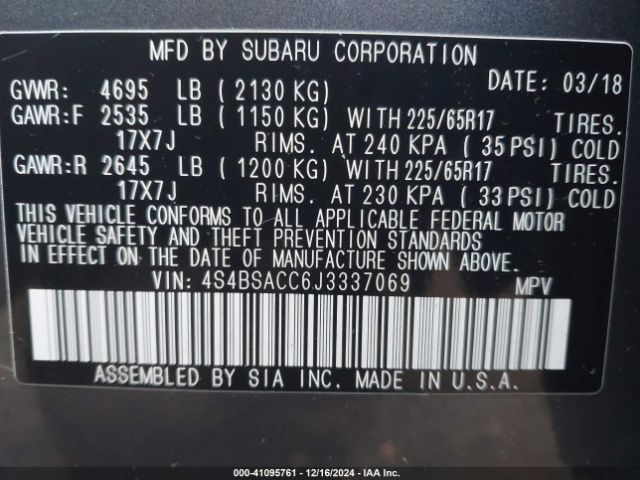 MFD BY SUBARU CORPORATION
DATE: 03/18
GVWR: 4695 LB ( 2130 KG)
GAWR:F 2535 LB ( 1150 KG) WITH 225/65R17 TIRES.
17X7J RIMS. AT 240 KPA ( 35 PSI) COLD
GAWR:R 2645 LB ( 1200 KG) WITH 225/65R17 TIRES.
17X7J RIMS. AT 230 KPA ( 33 PSI) COLD
THIS VEHICLE CONFORMS TO ALL APPLICABLE FEDERAL MOTOR
VEHICLE SAFETY AND THEFT PREVENTION STANDARDS
IN EFFECT ON THE DATE OF MANUFACTURE SHOWN ABOVE.
VIN: 4S4BSACC6J3337069 MPV
ASSEMBLED BY SIA INC. MADE IN U.S.A.
000-41095761 - 12/16/2024 - IAAI.com